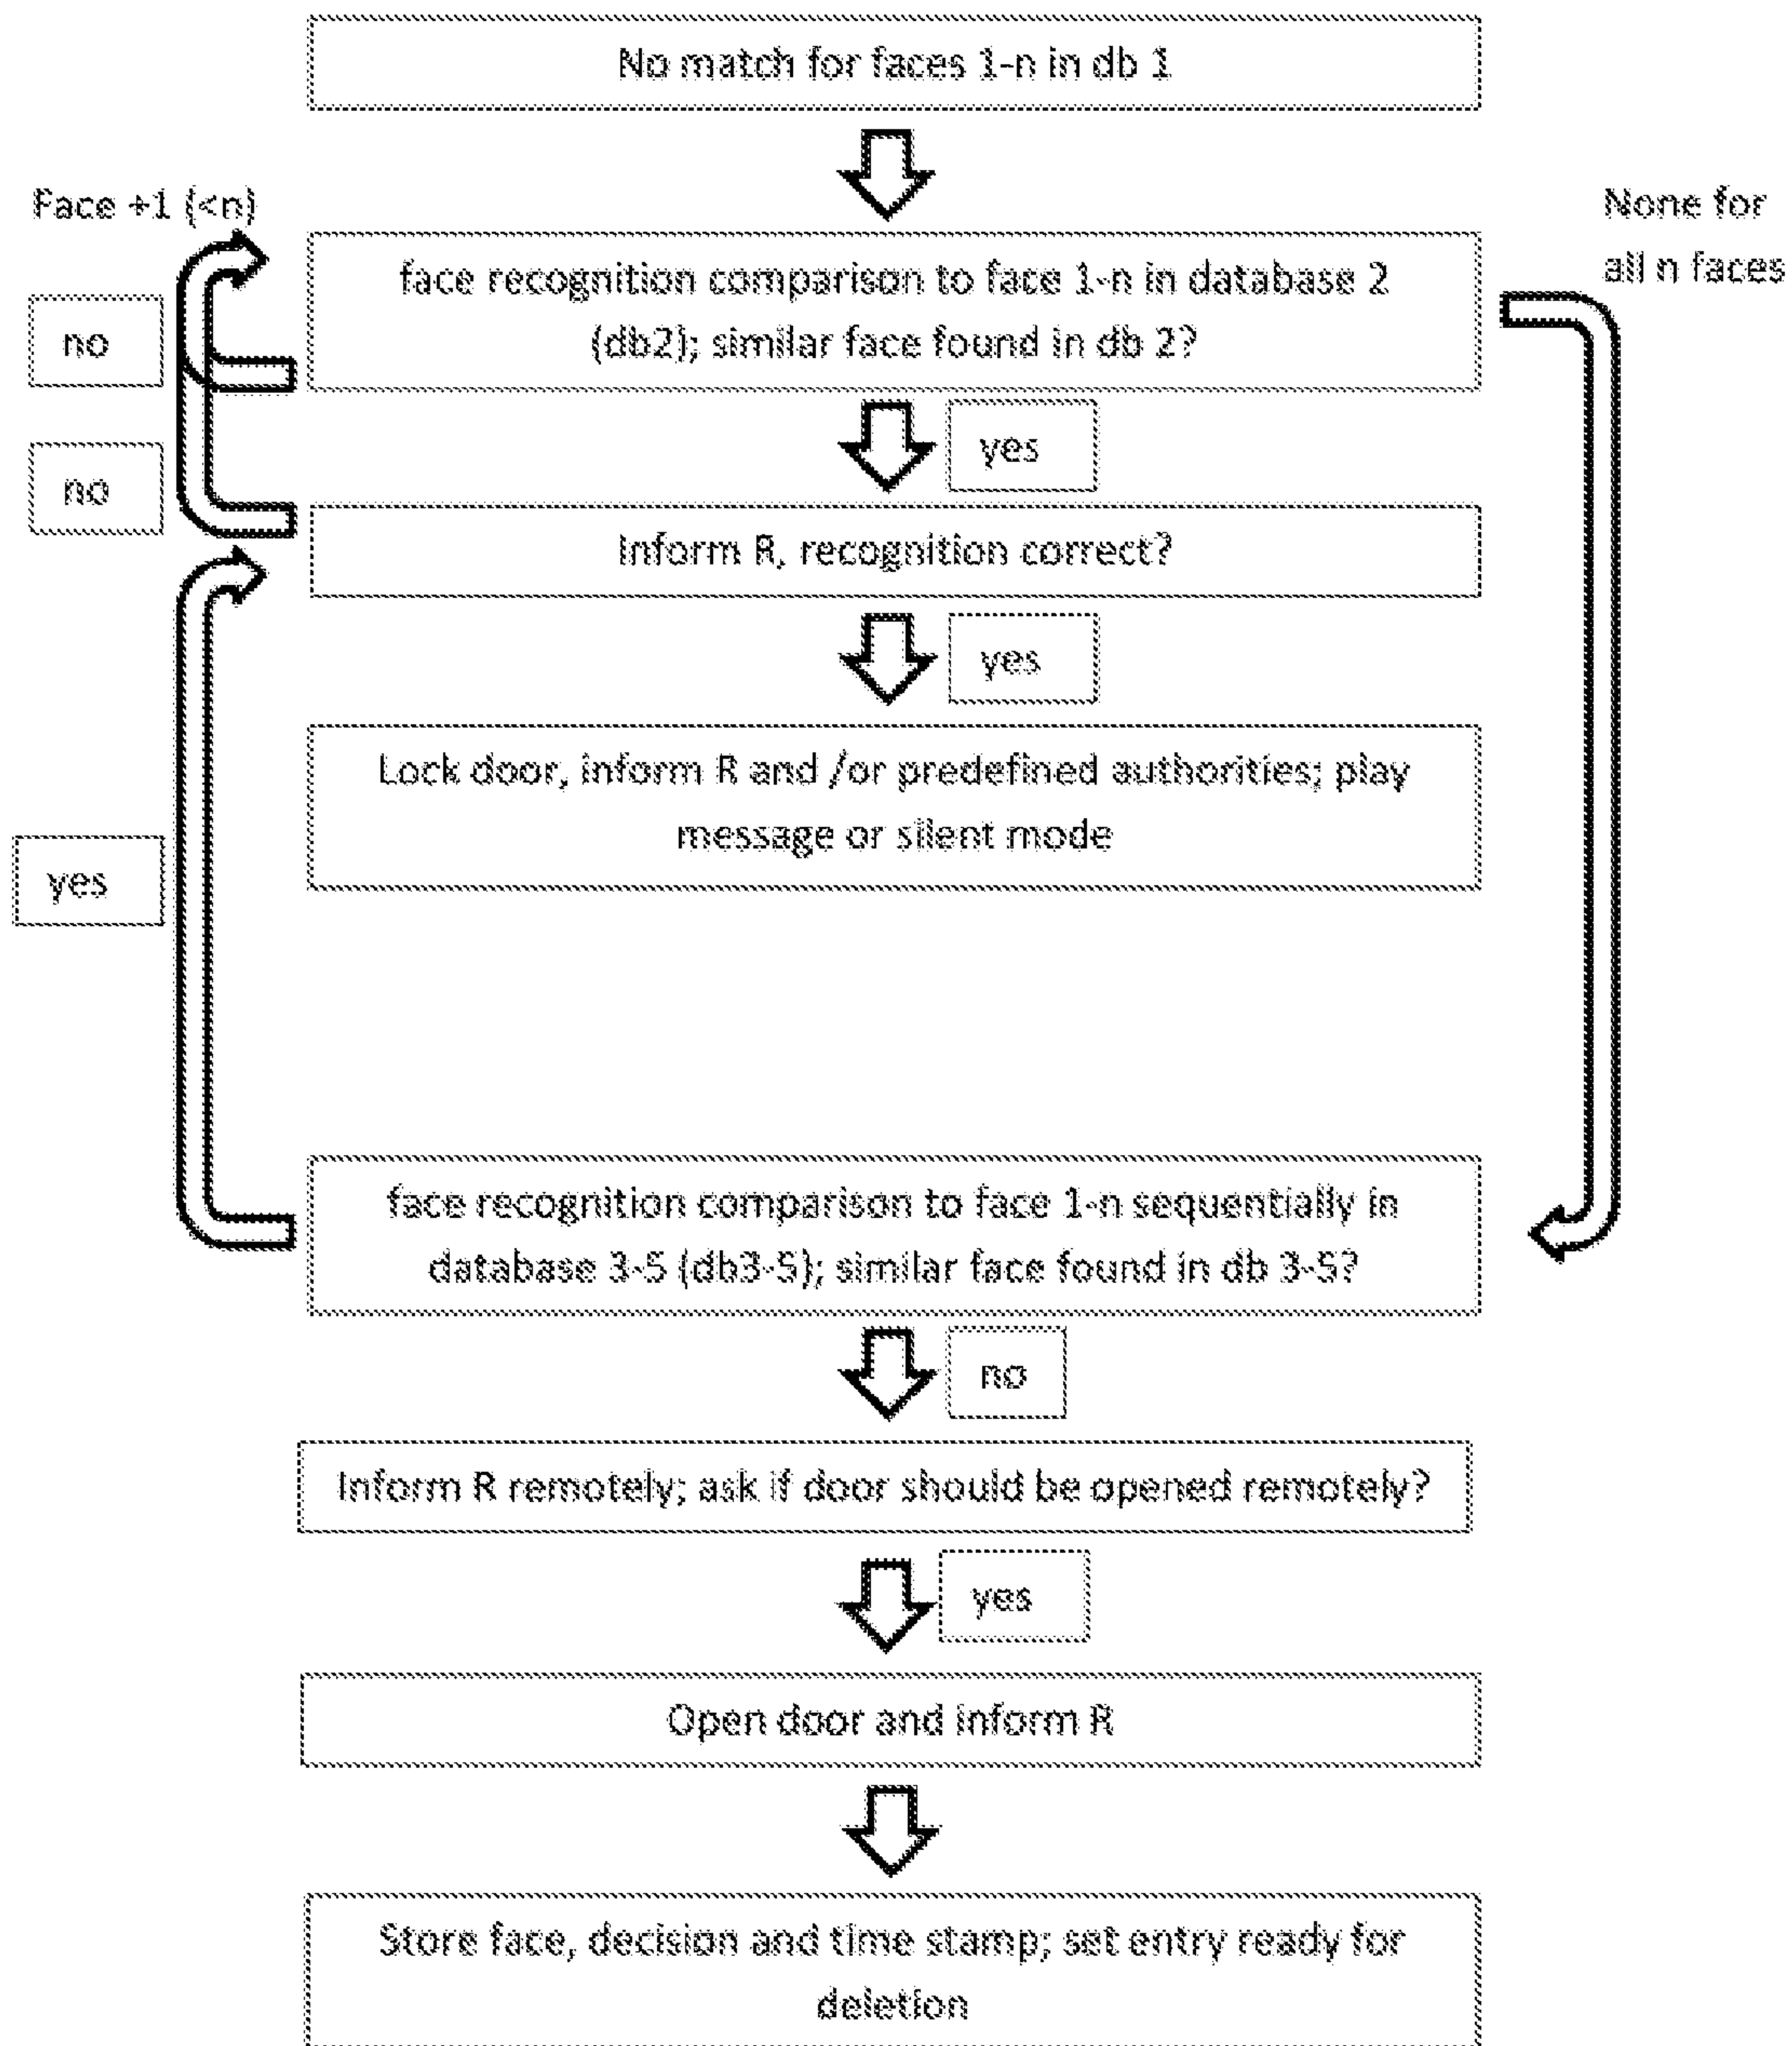 No match for faces 1-n in db 1
Face +1 (<n)
None for
all n faces
face recognition comparison to face 1-n in database 2
(db2); similar face found in db 2?
no
yes
no
Inform R, recognition correct?
yes
Lock door, inform R and /or predefined authorities; play
message or silent mode
yes
face recognition comparison to face 1-n sequentially in
database 3-S (db3-S); similar face found in db 3-S?
no
Inform R remotely; ask if door should be opened remotely?
yes
Open door and inform R
Store face, decision and time stamp; set entry ready for
deletion